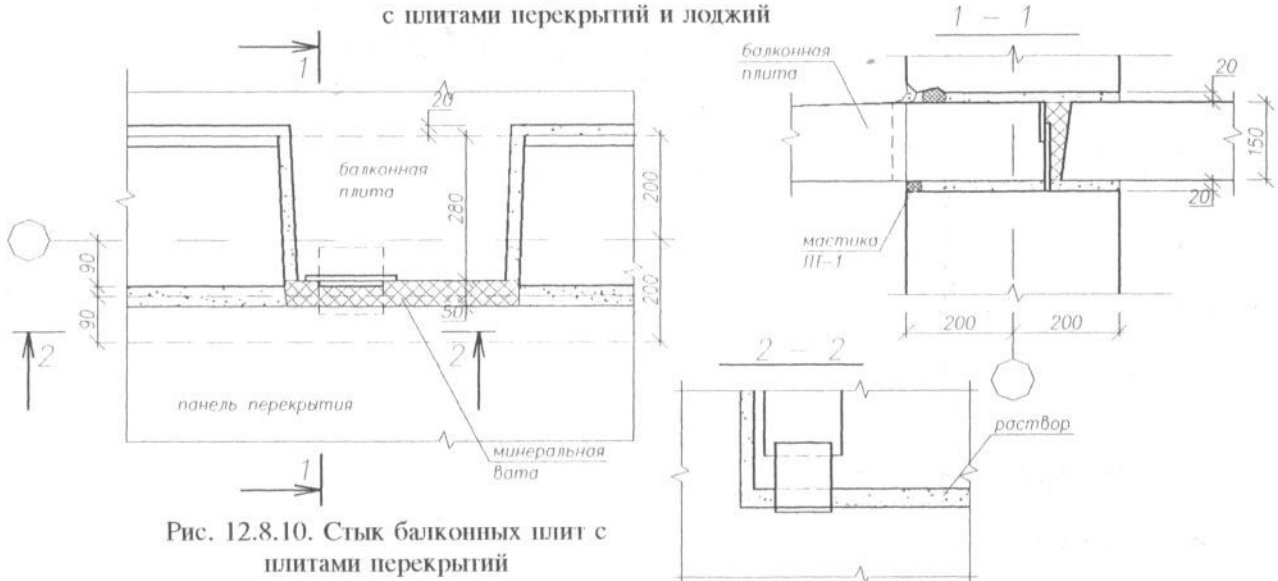 с плитами перекрытий и лоджий
1 - 1
1
балконная
плита
20
20
балконная
плита
280
200
150
20
мастика
ПГ-1
90
90
50
200
200
200
2
2
2 - 2
панель перекрытия
раствор
минеральная
вата
1
Рис. 12.8.10. Стык балконных плит с
плитами перекрытий